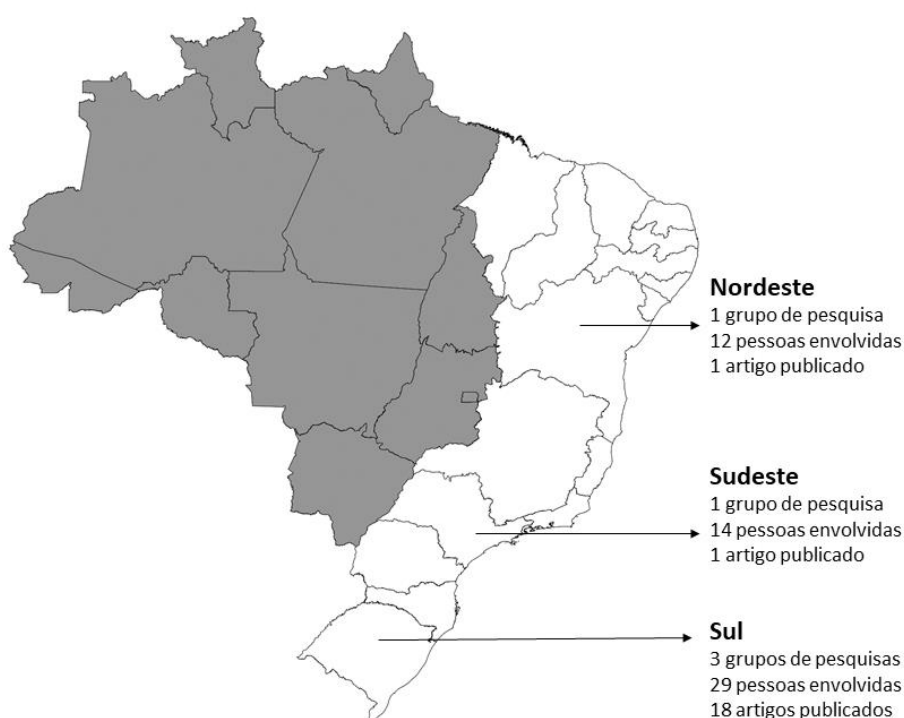 Nordeste
1 grupo de pesquisa
12 pessoas envolvidas
1 artigo publicado
Sudeste
1 grupo de pesquisa
14 pessoas envolvidas
1 artigo publicado
Sul
3 grupos de pesquisas
29 pessoas envolvidas
18 artigos publicados